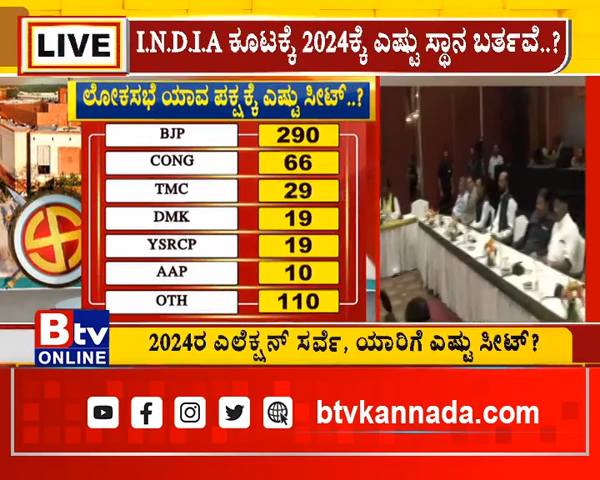 LIVE
I.N.D.I.A ಕೂಟಕ್ಕೆ 2024ಕ್ಕೆ ಎಷ್ಟು ಸ್ಥಾನ ಬರ್ತವೆ..?
ಲೋಕಸಭೆ ಯಾವ ಪಕ್ಷಕ್ಕೆ ಎಷ್ಟು ಸೀಟ್..?
BJP 290
CONG 66
TMC 29
DMK 19
YSRCP 19
AAP 10
OTH 110
Btv
ONLINE
2024ರ ಎಲೆಕ್ಷನ್ ಸರ್ವೆ, ಯಾರಿಗೆ ಎಷ್ಟು ಸೀಟ್?
btvkannada.com